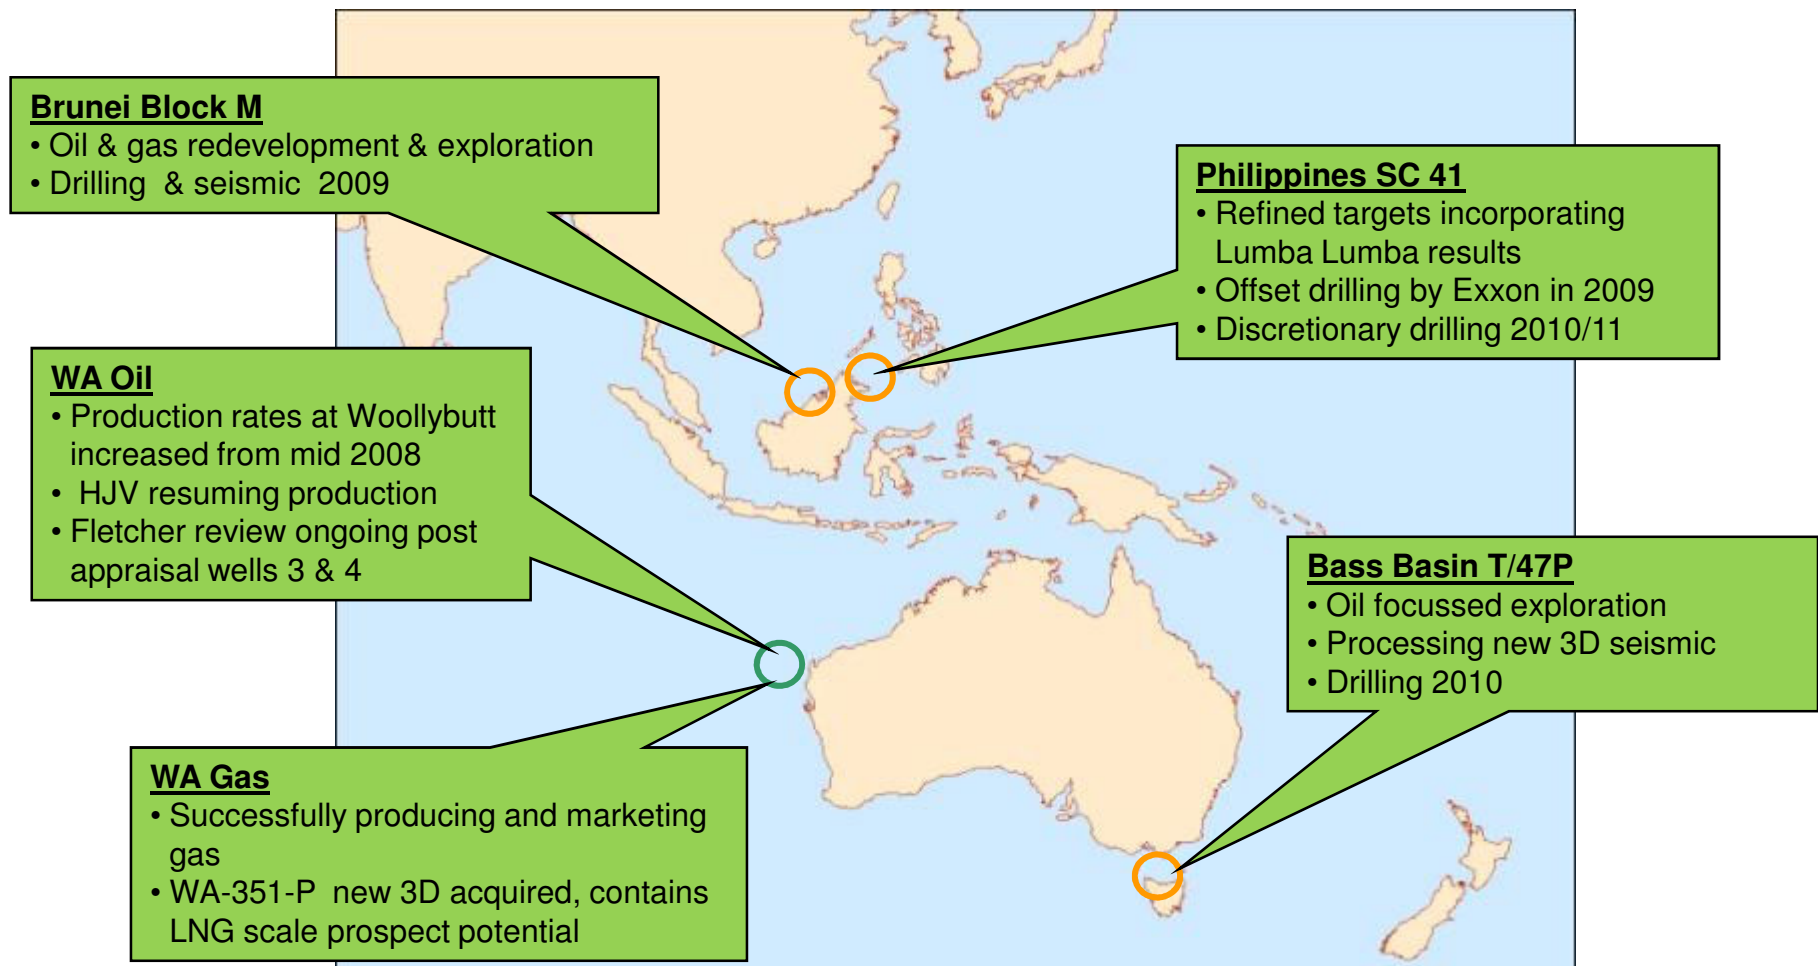 Brunei Block M
• Oil & gas redevelopment & exploration
• Drilling & seismic 2009
Philippines SC 41
• Refined targets incorporating
Lumba Lumba results
• Offset drilling by Exxon in 2009
• Discretionary drilling 2010/11
WA Oil
• Production rates at Woollybutt
increased from mid 2008
• HJV resuming production
• Fletcher review ongoing post
appraisal wells 3 & 4
Bass Basin T/47P
• Oil focussed exploration
• Processing new 3D seismic
• Drilling 2010
WA Gas
• Successfully producing and marketing
gas
• WA-351-P new 3D acquired, contains
LNG scale prospect potential